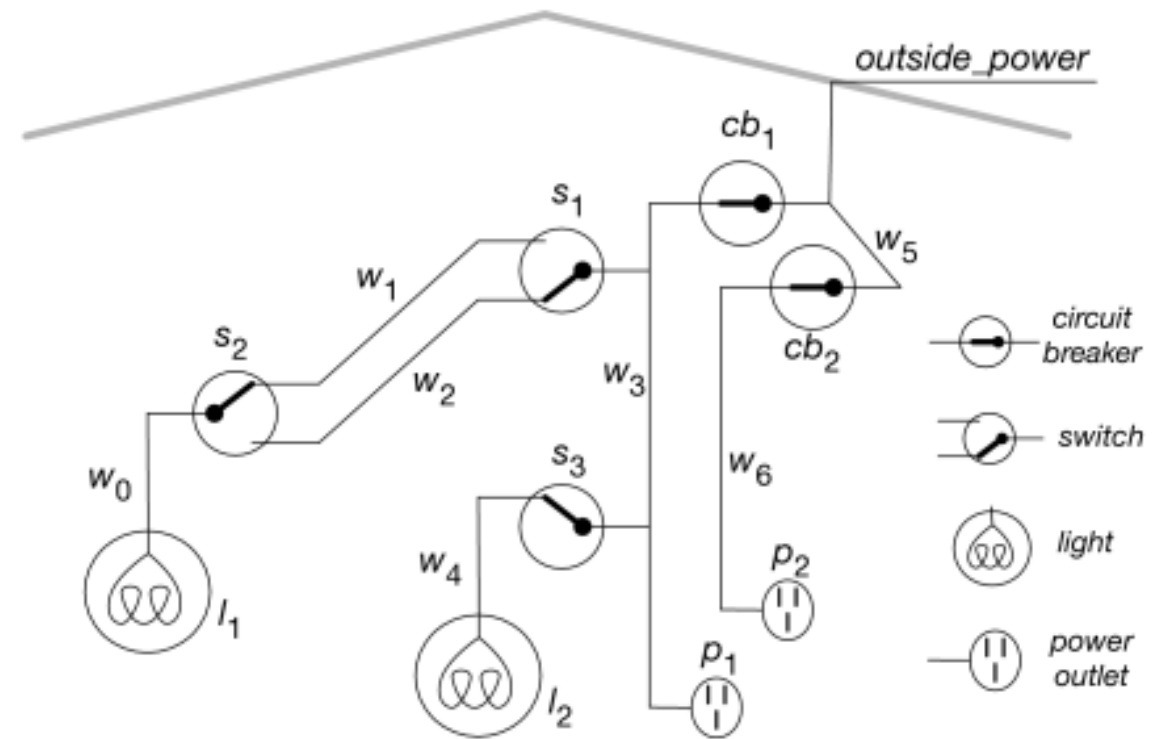 outside_power
cb1
s1
w5
w1
cb2
circuit
breaker
s2
w2
w3
switch
s3
w6
w0
w4
light
p2
l1
p1
power
outlet
l2